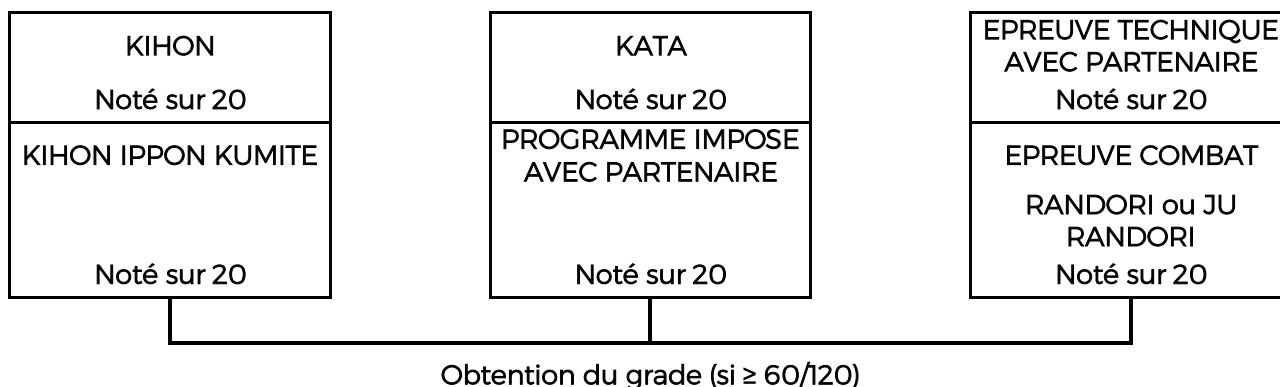 KIHON
Noté sur 20
KIHON IPPON KUMITE
Noté sur 20
KATA
Noté sur 20
PROGRAMME IMPOSE
AVEC PARTENAIRE
Noté sur 20
EPREUVE TECHNIQUE
AVEC PARTENAIRE
Noté sur 20
EPREUVE COMBAT
RANDORI ou JU
RANDORI
Noté sur 20
Obtention du grade (si ≥ 60/120)